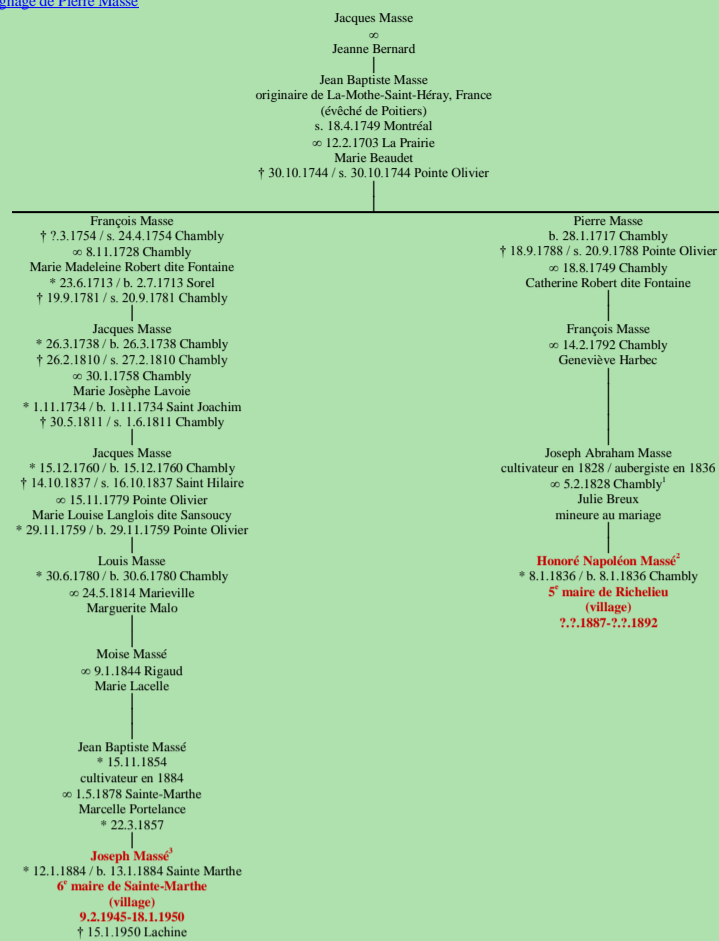 gnage de Pierre Masse
Jacques Masse
∞
Jeanne Bernard
Jean Baptiste Masse
originaire de La-Mothe-Saint-Héray, France
(évêché de Poitiers)
s. 18.4.1749 Montréal
∞ 12.2.1703 La Prairie
Marie Beaudet
† 30.10.1744 / s. 30.10.1744 Pointe Olivier
François Masse
† ?.3.1754 / s. 24.4.1754 Chambly
∞ 8.11.1728 Chambly
Marie Madeleine Robert dite Fontaine
* 23.6.1713 / b. 2.7.1713 Sorel
† 19.9.1781 / s. 20.9.1781 Chambly
Jacques Masse
* 26.3.1738 / b. 26.3.1738 Chambly
† 26.2.1810 / s. 27.2.1810 Chambly
∞ 30.1.1758 Chambly
Marie Josèphe Lavoie
* 1.11.1734 / b. 1.11.1734 Saint Joachim
† 30.5.1811 / s. 1.6.1811 Chambly
Jacques Masse
* 15.12.1760 / b. 15.12.1760 Chambly
† 14.10.1837 / s. 16.10.1837 Saint Hilaire
∞ 15.11.1779 Pointe Olivier
Marie Louise Langlois dite Sansoucy
* 29.11.1759 / b. 29.11.1759 Pointe Olivier
Louis Masse
* 30.6.1780 / b. 30.6.1780 Chambly
∞ 24.5.1814 Marieville
Marguerite Malo
Moise Massé
∞ 9.1.1844 Rigaud
Marie Lacelle
Jean Baptiste Massé
* 15.11.1854
cultivateur en 1884
∞ 1.5.1878 Sainte-Marthe
Marcelle Portelance
* 22.3.1857
Joseph Massé³
* 12.1.1884 / b. 13.1.1884 Sainte Marthe
6ᵉ maire de Sainte-Marthe
(village)
9.2.1945-18.1.1950
† 15.1.1950 Lachine
Pierre Masse
b. 28.1.1717 Chambly
† 18.9.1788 / s. 20.9.1788 Pointe Olivier
∞ 18.8.1749 Chambly
Catherine Robert dite Fontaine
François Masse
∞ 14.2.1792 Chambly
Geneviève Harbec
Joseph Abraham Masse
cultivateur en 1828 / aubergiste en 1836
∞ 5.2.1828 Chambly¹
Julie Breux
mineure au mariage
Honoré Napoléon Massé²
* 8.1.1836 / b. 8.1.1836 Chambly
5ᵉ maire de Richelieu
(village)
?.?.1887-?.?.1892